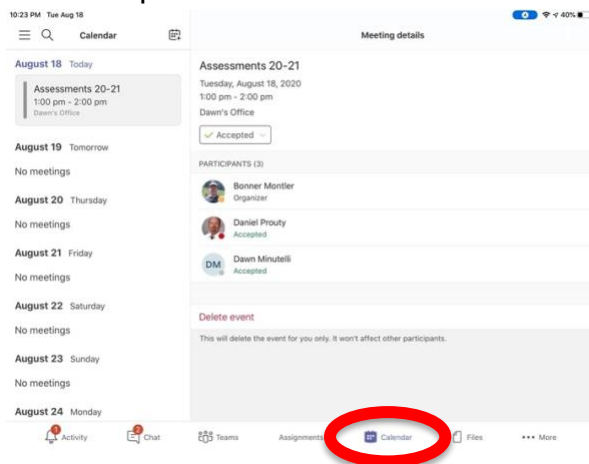 10:23 PM Tue Aug 18
40%
Calendar
August 18 Today
Assessments 20-21
1:00 pm - 2:00 pm
Dawn's Office
August 19 Tomorrow
No meetings
August 20 Thursday
No meetings
August 21 Friday
No meetings
August 22 Saturday
No meetings
August 23 Sunday
No meetings
August 24 Monday
Meeting details
Assessments 20-21
Tuesday, August 18, 2020
1:00 pm - 2:00 pm
Dawn's Office
Accepted
PARTICIPANTS (3)
Bonner Montler
Organizer
Daniel Prouty
Accepted
DM
Dawn Minutelli
Accepted
Delete event
This will delete the event for you only. It won't affect other participants.
1
Activity
2
Chat
Teams
Assignments
Calendar
Files
More